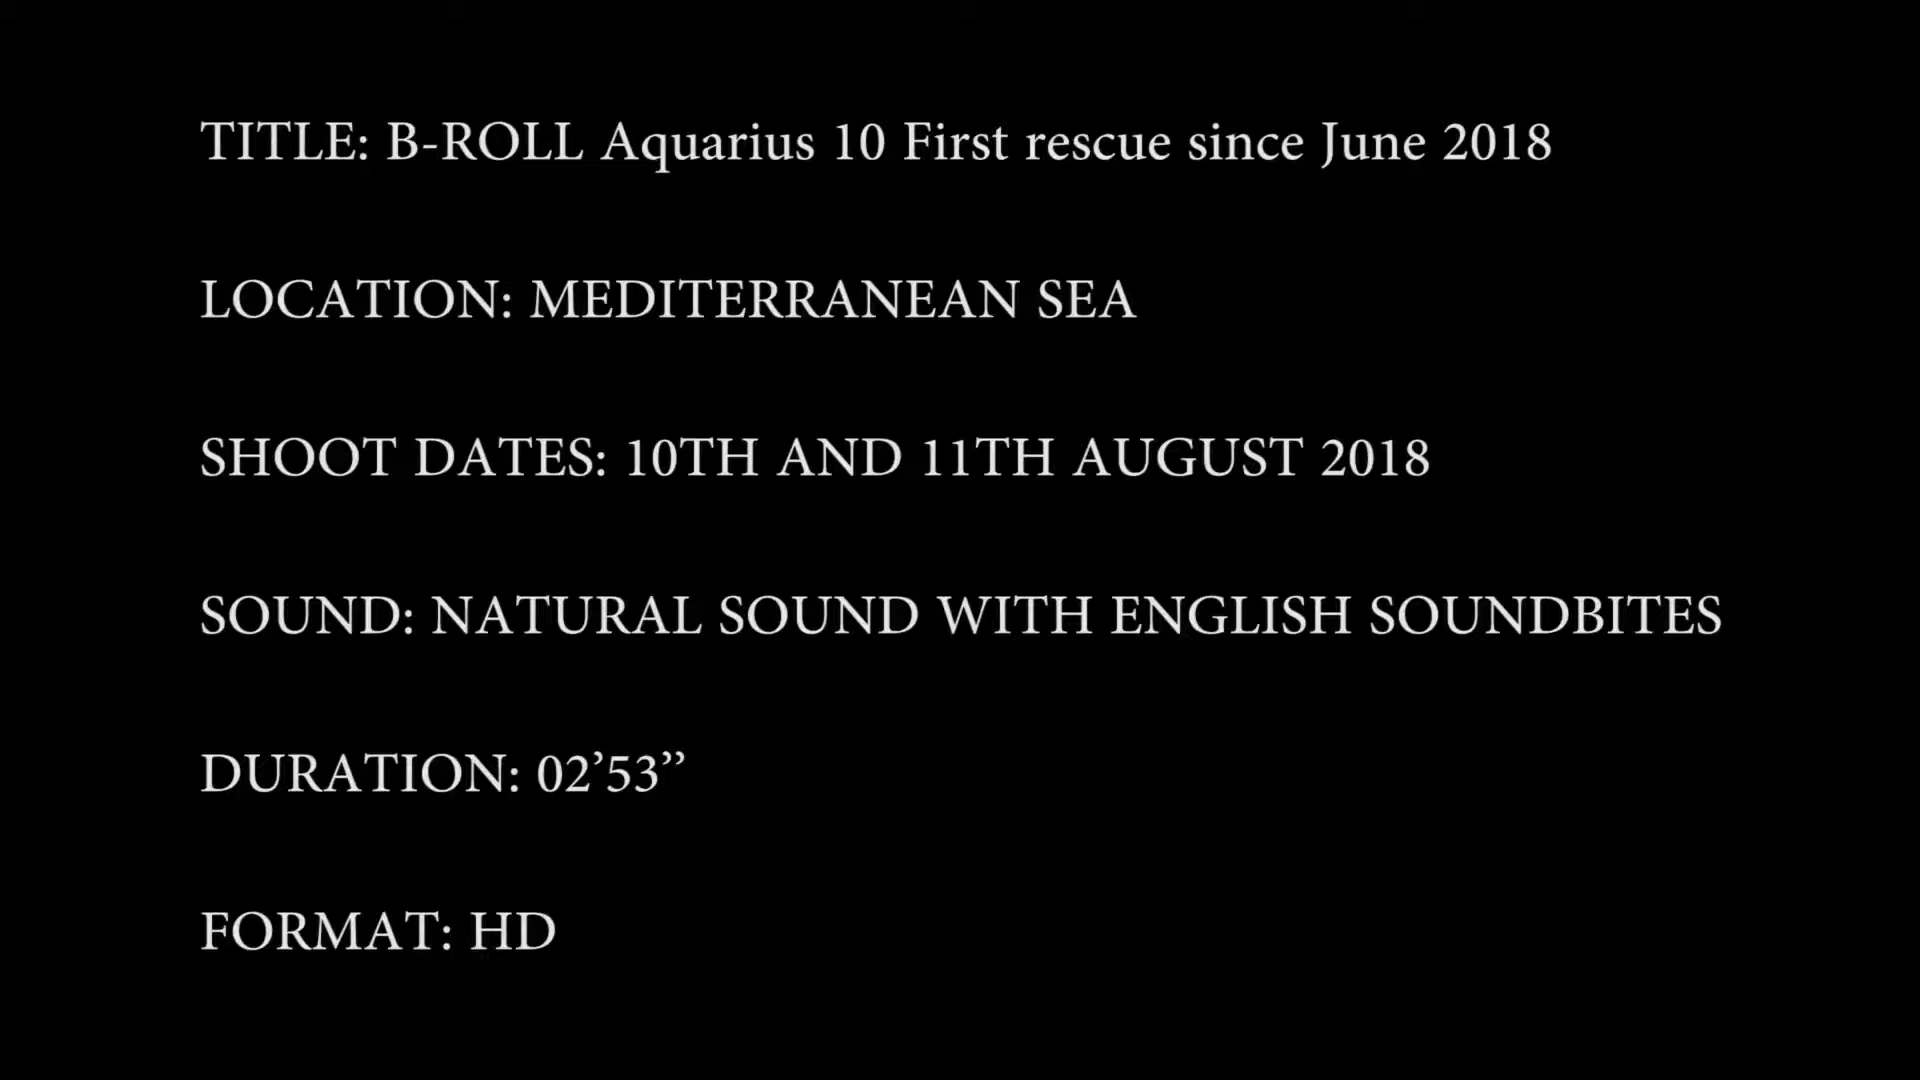 TITLE: B-ROLL Aquarius 10 First rescue since June 2018
LOCATION: MEDITERRANEAN SEA
SHOOT DATES: 10TH AND 11TH AUGUST 2018
SOUND: NATURAL SOUND WITH ENGLISH SOUNDBITES
DURATION: 02’53’’
FORMAT: HD